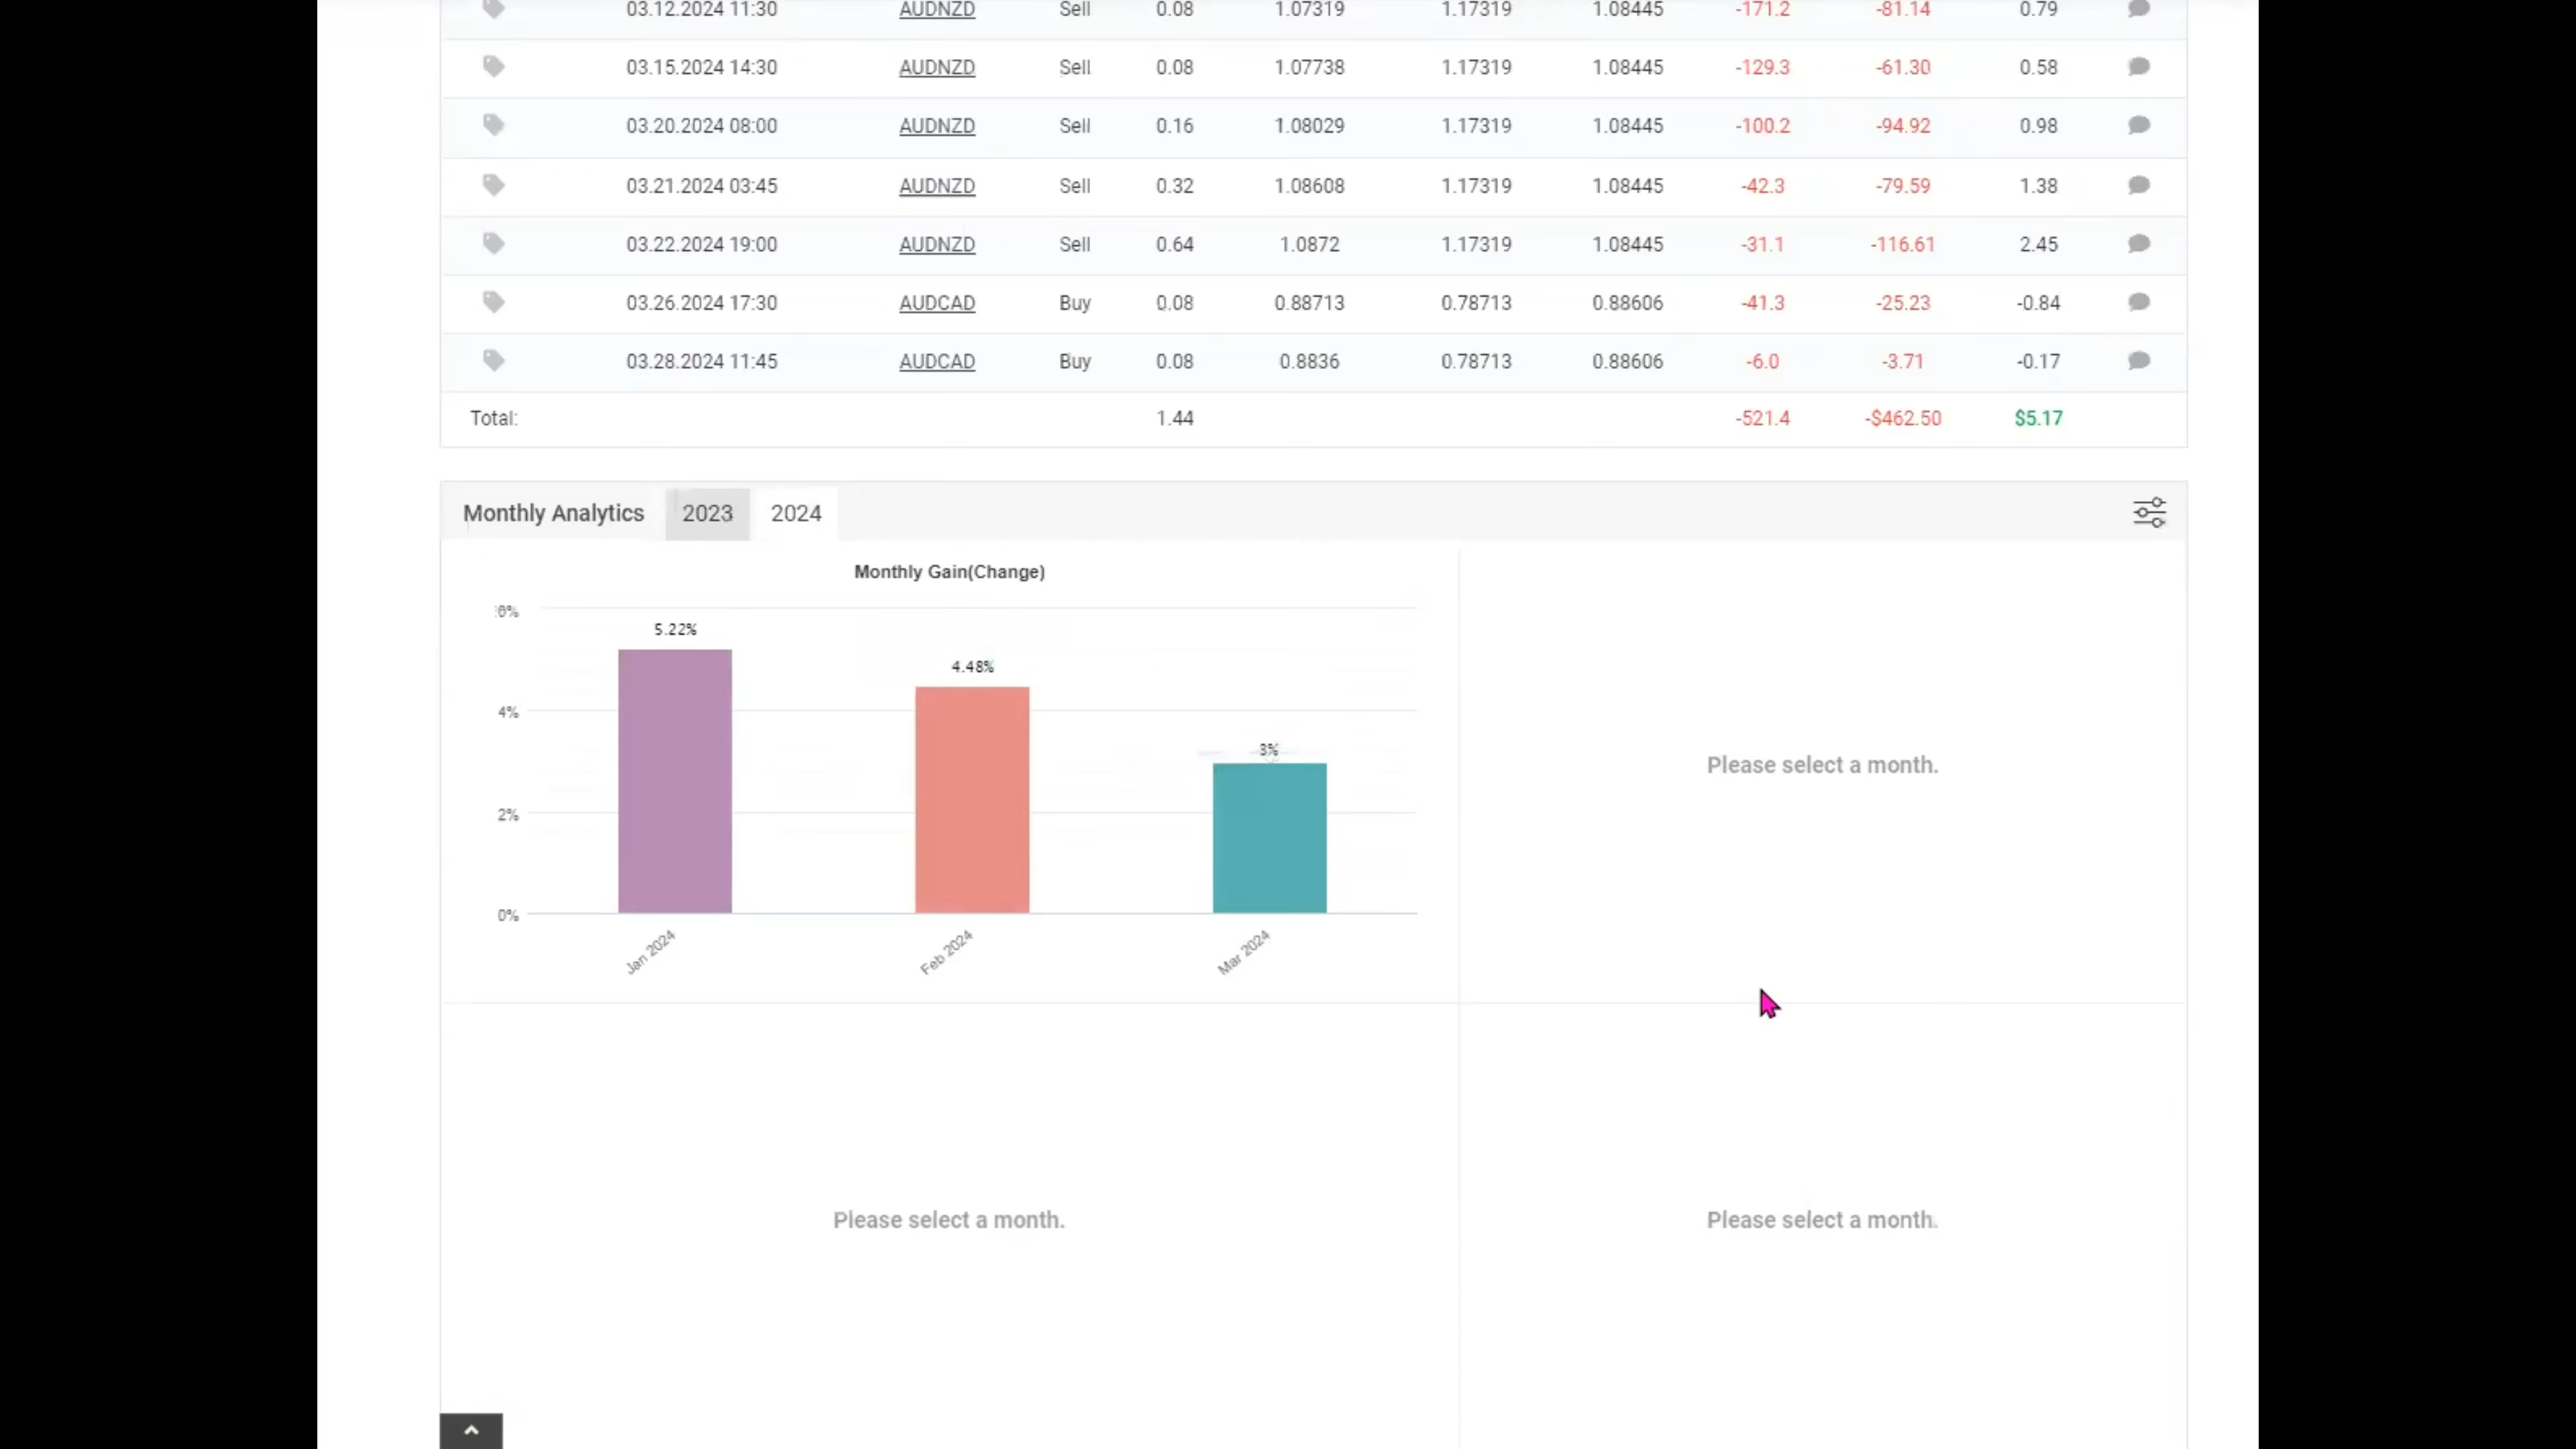 03.12.2024 11:30 AUDNZD Sell 0.08 1.07319 1.17319 1.08445 -171.2 -81.14 0.79
03.15.2024 14:30 AUDNZD Sell 0.08 1.07738 1.17319 1.08445 -129.3 -61.30 0.58
03.20.2024 08:00 AUDNZD Sell 0.16 1.08029 1.17319 1.08445 -100.2 -94.92 0.98
03.21.2024 03:45 AUDNZD Sell 0.32 1.08608 1.17319 1.08445 -42.3 -79.59 1.38
03.22.2024 19:00 AUDNZD Sell 0.64 1.0872 1.17319 1.08445 -31.1 -116.61 2.45
03.26.2024 17:30 AUDCAD Buy 0.08 0.88713 0.78713 0.88606 -41.3 -25.23 -0.84
03.28.2024 11:45 AUDCAD Buy 0.08 0.8836 0.78713 0.88606 -6.0 -3.71 -0.17
Total: 1.44 -521.4 -$462.50 $5.17
Monthly Analytics 2023 2024
Monthly Gain(Change)
6%
5.22%
4.48%
4%
3%
2%
0%
Jan 2024 Feb 2024 Mar 2024
Please select a month.
Please select a month. Please select a month.